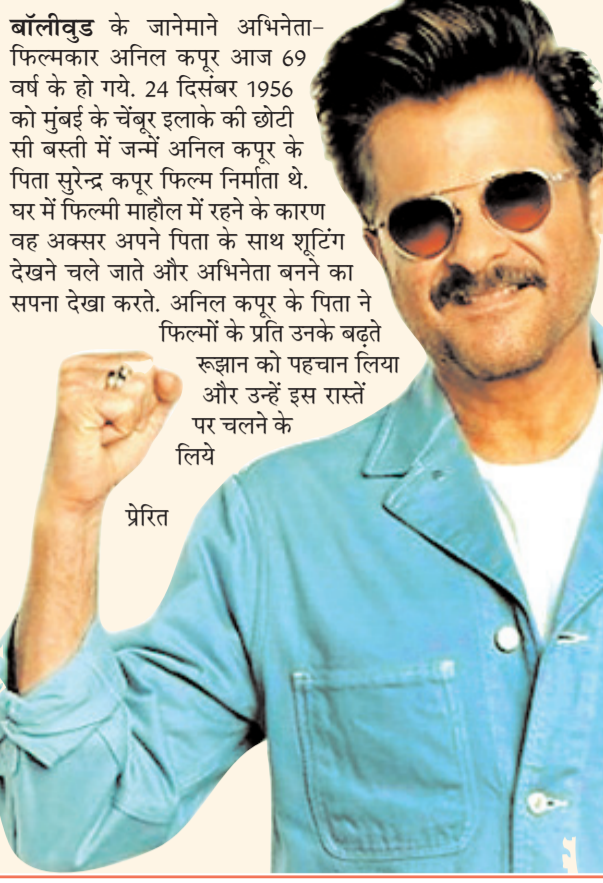 बॉलीवुड के जानेमाने अभिनेता-
फिल्मकार अनिल कपूर आज 69
वर्ष के हो गये. 24 दिसंबर 1956
को मुंबई के चेंबूर इलाके की छोटी
सी बस्ती में जन्में अनिल कपूर के
पिता सुरेन्द्र कपूर फिल्म निर्माता थे.
घर में फिल्मी माहौल में रहने के कारण
वह अक्सर अपने पिता के साथ शूटिंग
देखने चले जाते और अभिनेता बनने का
सपना देखा करते. अनिल कपूर के पिता ने
फिल्मों के प्रति उनके बढ़ते
रूझान को पहचान लिया
और उन्हें इस रास्तें
पर चलने के
लिये
प्रेरित